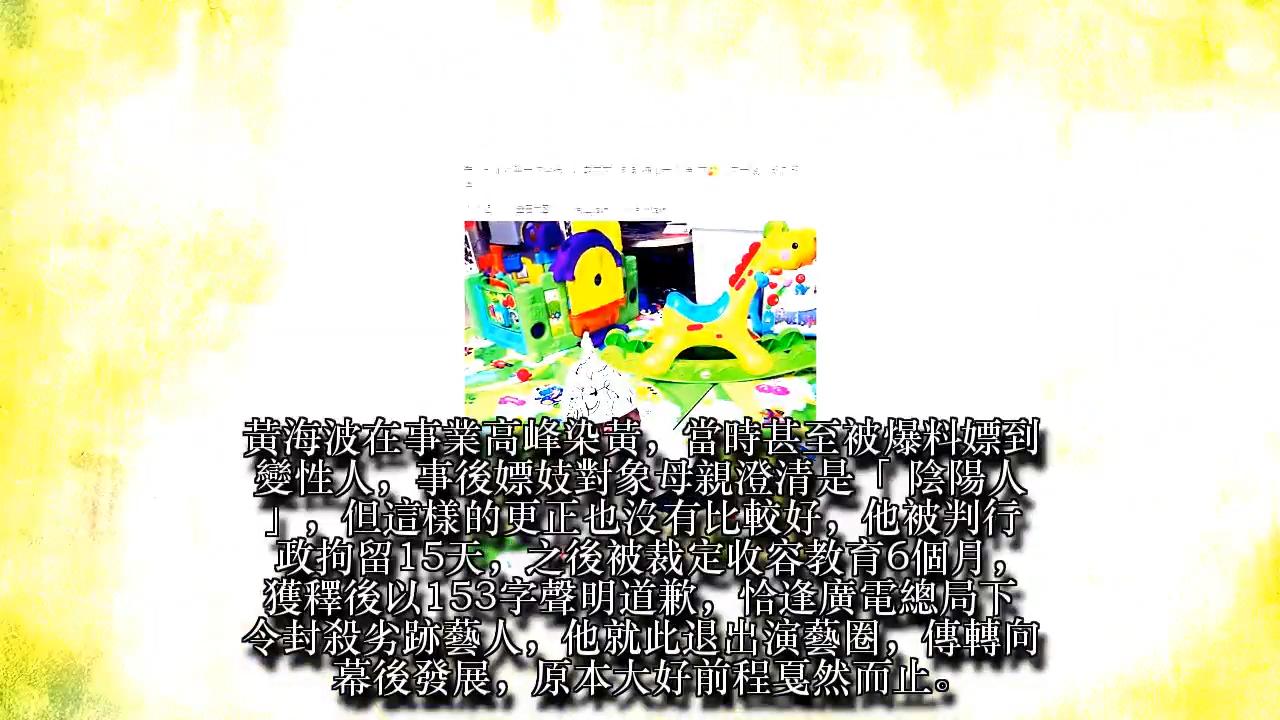 黃海波在事業高峰染黃，當時甚至被爆料嫖到
變性人，事後嫖妓對象母親澄清是「 陰陽人
」，但這樣的更正也沒有比較好，他被判行
政拘留15天，之後被裁定收容教育6個月，
獲釋後以153字聲明道歉，恰逢廣電總局下
令封殺劣跡藝人，他就此退出演藝圈，傳轉向
幕後發展，原本大好前程戛然而止。